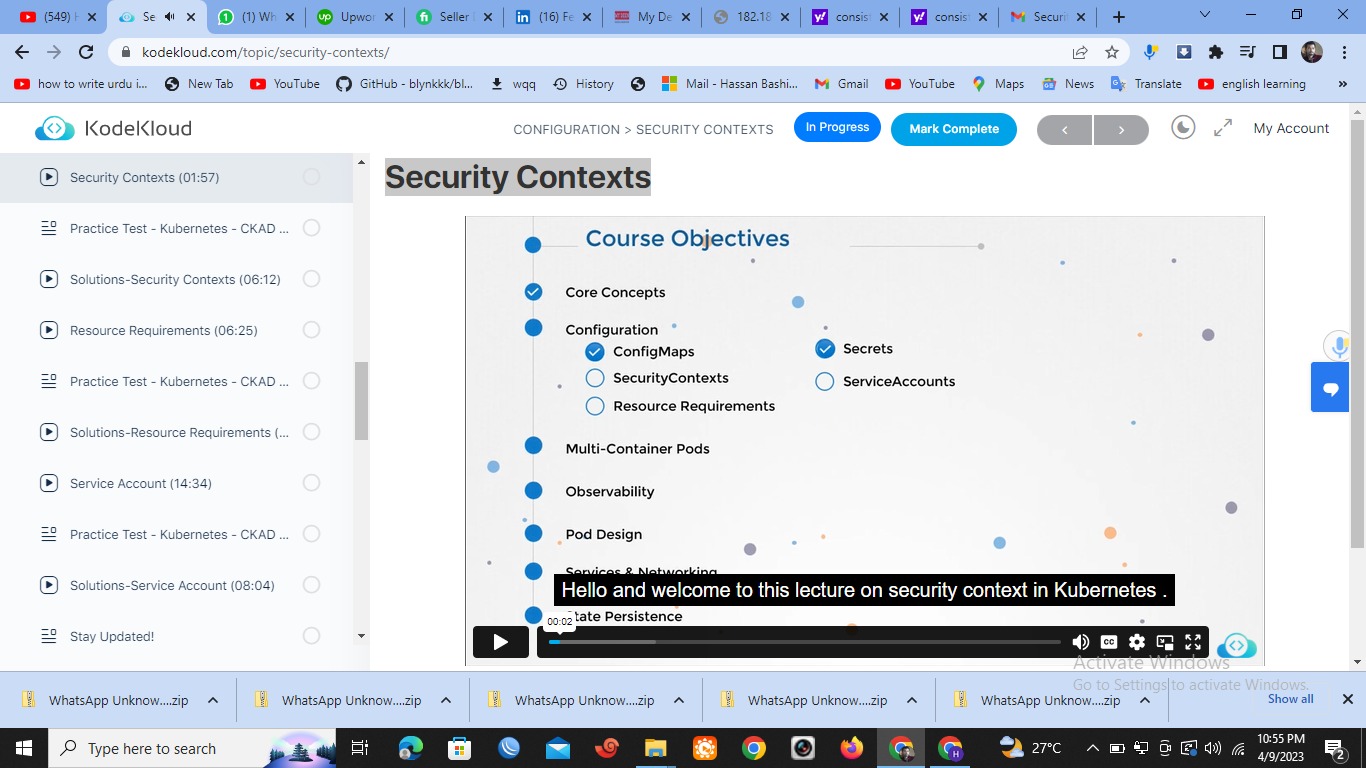 (549) H
Se
(1) Wh
Upwor
Seller
(16) Fe
My De
182.18
consist
consist
Securit
kodekloud.com/topic/security-contexts/
how to write urdu i...
New Tab
YouTube
GitHub - blynkkk/bl...
wqq
History
Mail - Hassan Bashi...
Gmail
YouTube
Maps
News
Translate
english learning
»
KodeKloud
CONFIGURATION > SECURITY CONTEXTS
In Progress
Mark Complete
My Account
Security Contexts (01:57)
Practice Test - Kubernetes - CKAD ...
Solutions-Security Contexts (06:12)
Resource Requirements (06:25)
Practice Test - Kubernetes - CKAD ...
Solutions-Resource Requirements (...
Service Account (14:34)
Practice Test - Kubernetes - CKAD ...
Solutions-Service Account (08:04)
Stay Updated!
Security Contexts
Course Objectives
Core Concepts
Configuration
ConfigMaps
Secrets
SecurityContexts
ServiceAccounts
Resource Requirements
Multi-Container Pods
Observability
Pod Design
Services & Networking
Hello and welcome to this lecture on security context in Kubernetes .
State Persistence
00:02
CC
Activate Windows
Go to Settings to activate Windows.
WhatsApp Unknow....zip
WhatsApp Unknow....zip
WhatsApp Unknow....zip
WhatsApp Unknow....zip
WhatsApp Unknow....zip
Show all
Type here to search
27°C
10:55 PM
4/9/2023
2